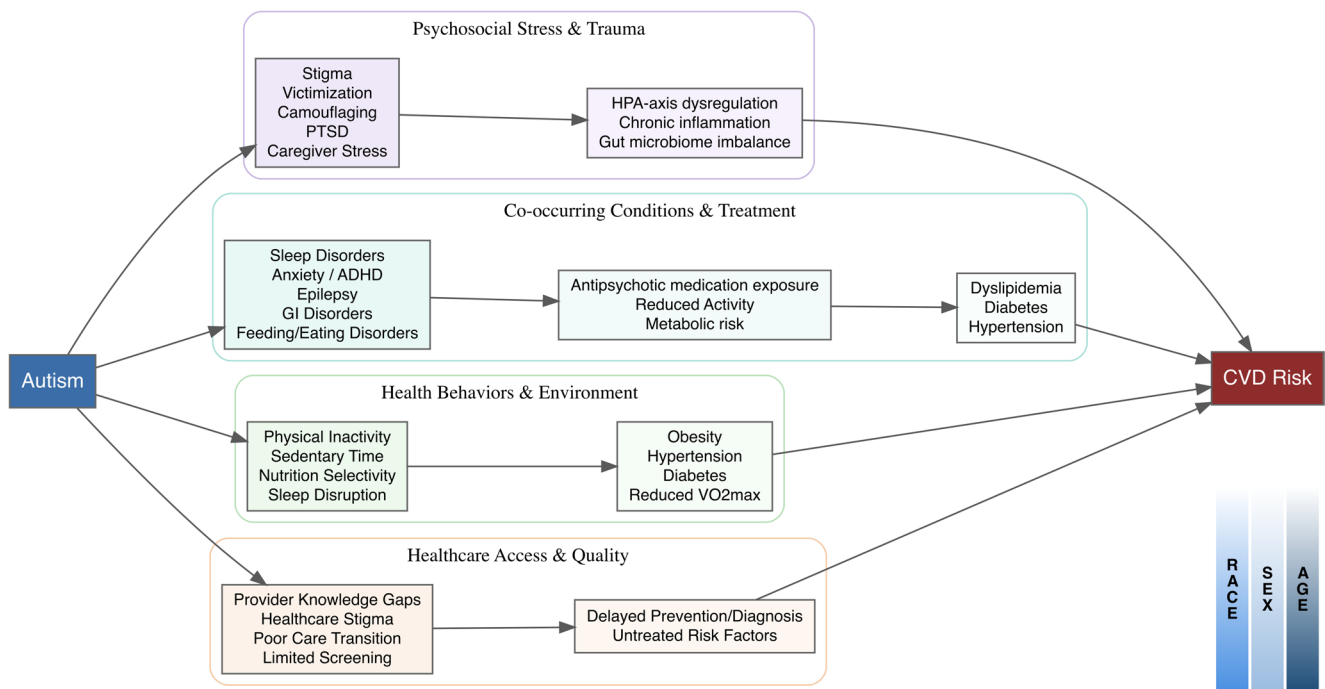 Psychosocial Stress & Trauma
Stigma
Victimization
Camouflaging
PTSD
Caregiver Stress
HPA-axis dysregulation
Chronic inflammation
Gut microbiome imbalance
Co-occurring Conditions & Treatment
Sleep Disorders
Anxiety / ADHD
Epilepsy
GI Disorders
Feeding/Eating Disorders
Antipsychotic medication exposure
Reduced Activity
Metabolic risk
Dyslipidemia
Diabetes
Hypertension
Autism
CVD Risk
Health Behaviors & Environment
Physical Inactivity
Sedentary Time
Nutrition Selectivity
Sleep Disruption
Obesity
Hypertension
Diabetes
Reduced VO2max
Healthcare Access & Quality
Provider Knowledge Gaps
Healthcare Stigma
Poor Care Transition
Limited Screening
Delayed Prevention/Diagnosis
Untreated Risk Factors
RACE
SEX
AGE